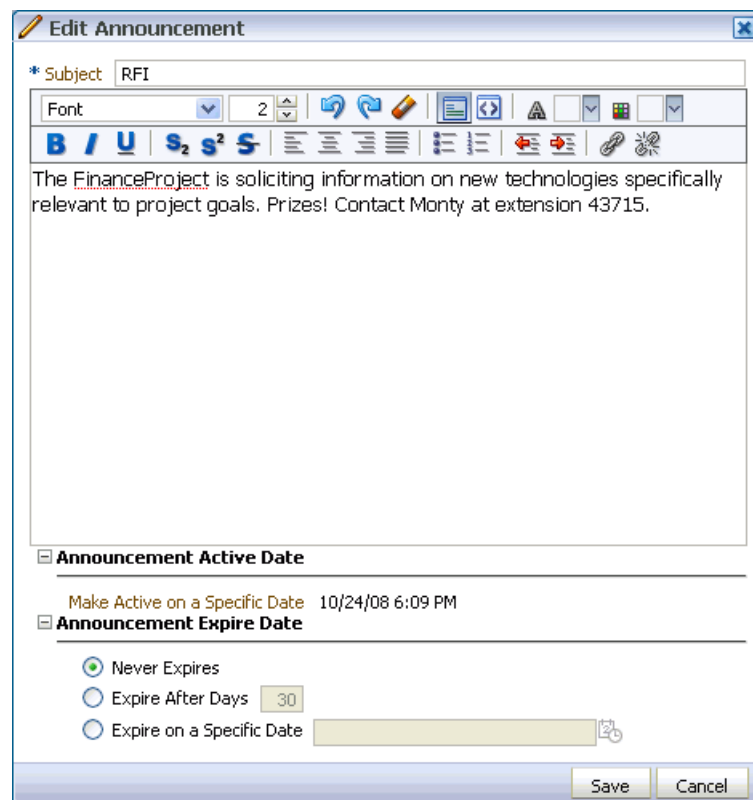 Edit Announcement
* Subject RFI
Font 2
B I U S2 S2 S
The FinanceProject is soliciting information on new technologies specifically
relevant to project goals. Prizes! Contact Monty at extension 43715.
Announcement Active Date
Make Active on a Specific Date 10/24/08 6:09 PM
Announcement Expire Date
Never Expires
Expire After Days 30
Expire on a Specific Date
Save Cancel